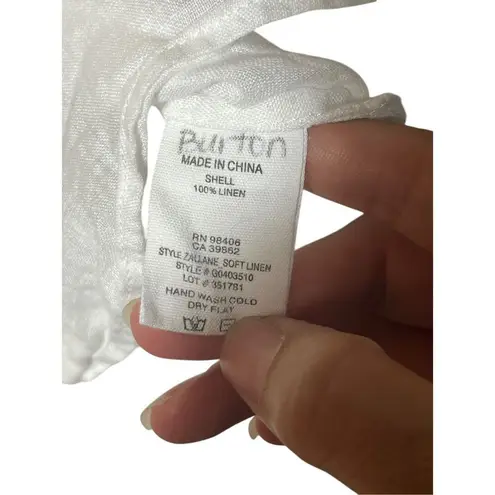 Burton
MADE IN CHINA
SHELL
100% LINEN
RN 98406
CA 39862
STYLE ZALLANE SOFT LINEN
STYLE # G0403510
LOT # 351781
HAND WASH COLD
DRY FLAT